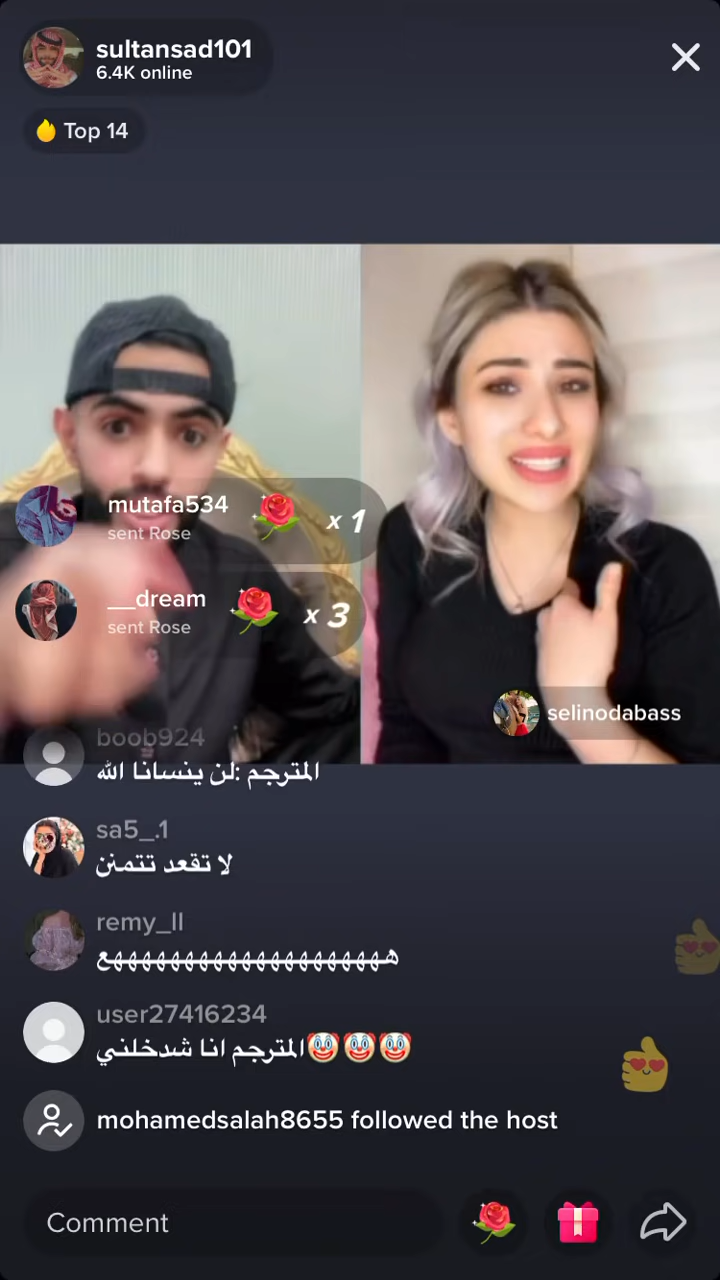 sultansad101
6.4K online
Top 14
mutafa534
sent Rose
x 1
__dream
sent Rose
x 3
selinodabass
boob924
المترجم :لن ينسانا الله
sa5_.1
لا تقعد تتمنن
remy_ll
هههههههههههههههههههههع
user27416234
المترجم انا شدخلني🤡🤡🤡
mohamedsalah8655 followed the host
Comment